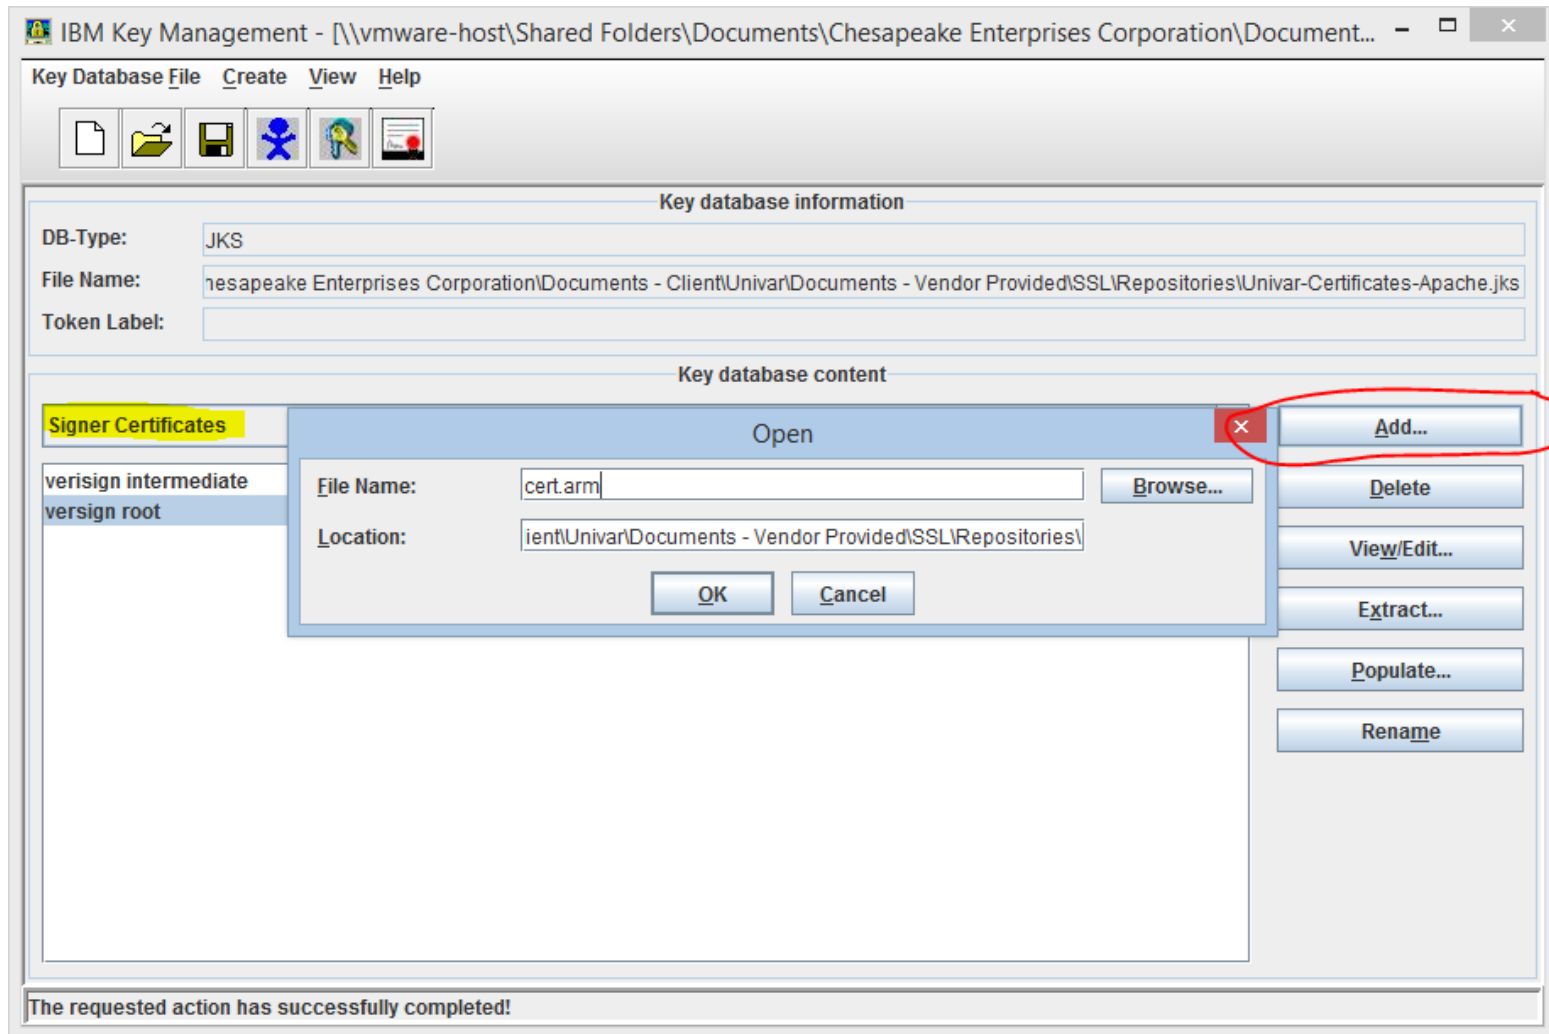 IBM Key Management - [\\vmware-host\Shared Folders\Documents\Chesapeake Enterprises Corporation\Document...
Key Database File Create View Help
Key database information
DB-Type: JKS
File Name: hesapeake Enterprises Corporation\Documents - Client\Univar\Documents - Vendor Provided\SSL\Repositories\Univar-Certificates-Apache.jks
Token Label:
Key database content
Signer Certificates
Add...
Open
verisign intermediate
versign root
File Name: cert.arm Browse...
Location: ient\Univar\Documents - Vendor Provided\SSL\Repositories\
OK Cancel
Delete
View/Edit...
Extract...
Populate...
Rename
The requested action has successfully completed!